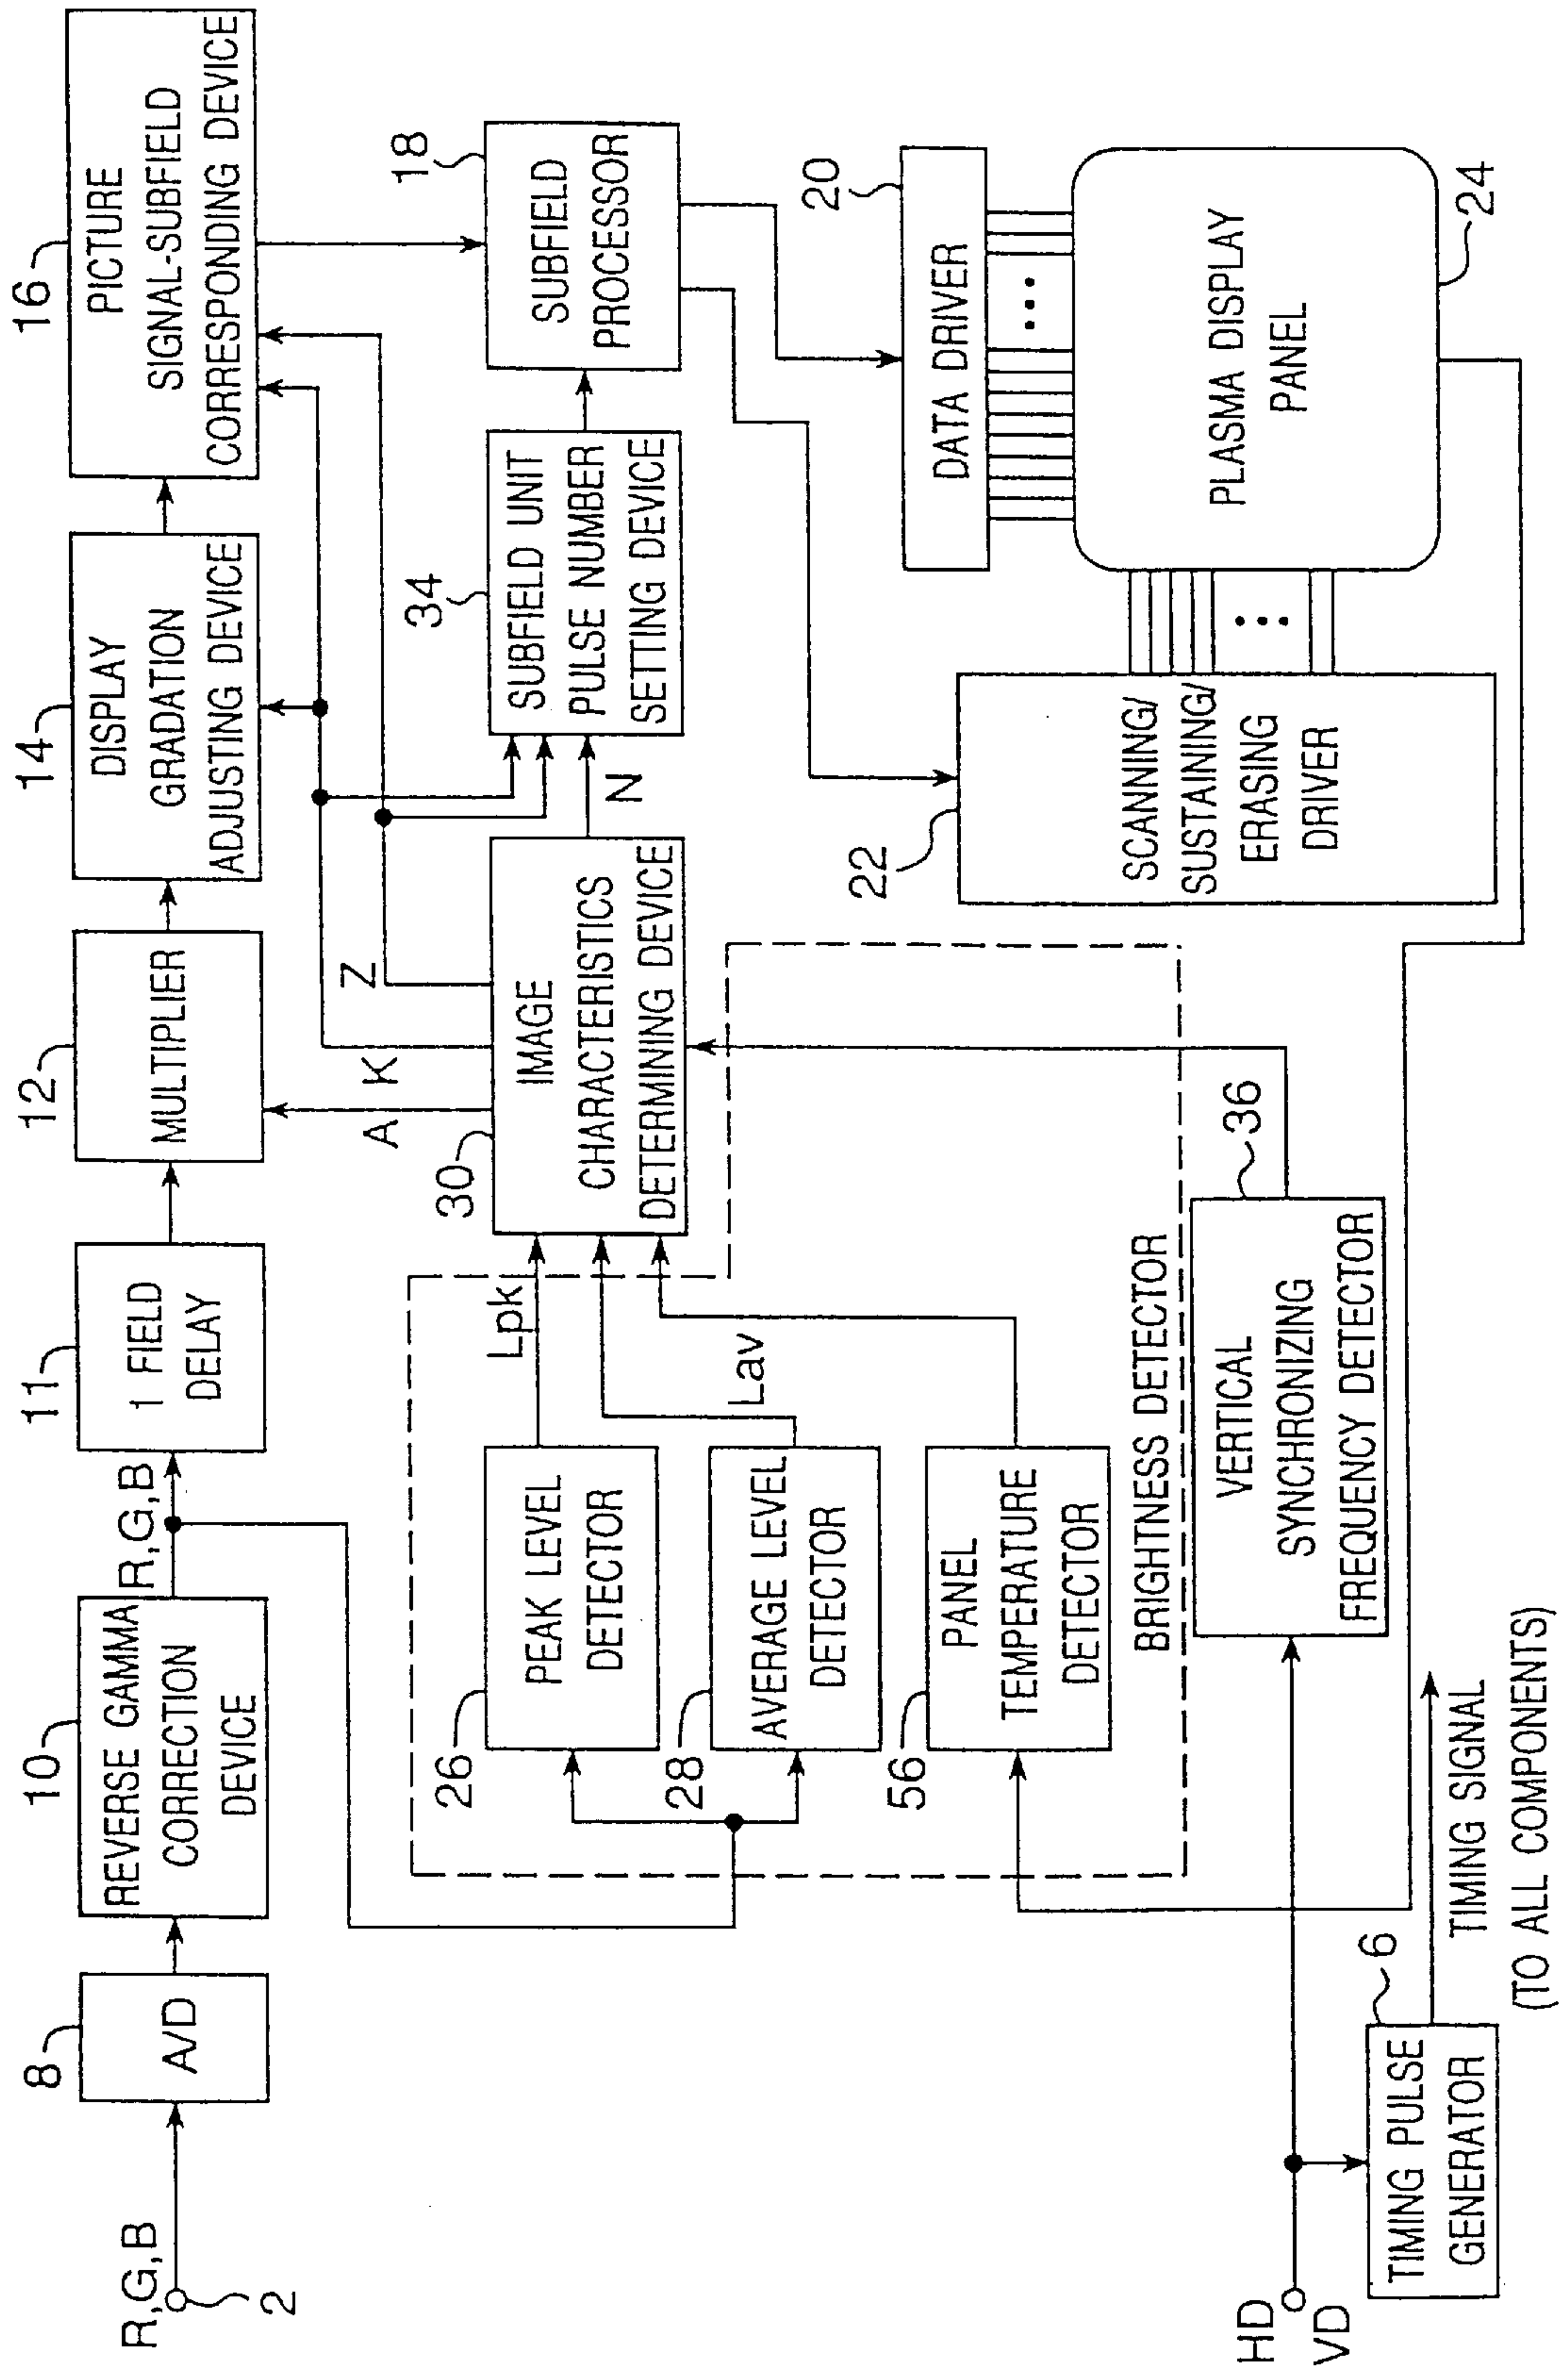 R,G,B
2
8
A/D
10
REVERSE GAMMA
CORRECTION
DEVICE
R,G,B
11
1 FIELD
DELAY
12
MULTIPLIER
14
DISPLAY
GRADATION
ADJUSTING DEVICE
16
PICTURE
SIGNAL-SUBFIELD
CORRESPONDING DEVICE
A
K
Z
30
IMAGE
CHARACTERISTICS
DETERMINING DEVICE
N
34
SUBFIELD UNIT
PULSE NUMBER
SETTING DEVICE
18
SUBFIELD
PROCESSOR
26
PEAK LEVEL
DETECTOR
Lpk
28
AVERAGE LEVEL
DETECTOR
Lav
56
PANEL
TEMPERATURE
DETECTOR
BRIGHTNESS DETECTOR
20
DATA DRIVER
22
SCANNING/
SUSTAINING/
ERASING
DRIVER
PLASMA DISPLAY
PANEL
24
36
VERTICAL
SYNCHRONIZING
FREQUENCY DETECTOR
HD
VD
6
TIMING PULSE
GENERATOR
TIMING SIGNAL
(TO ALL COMPONENTS)